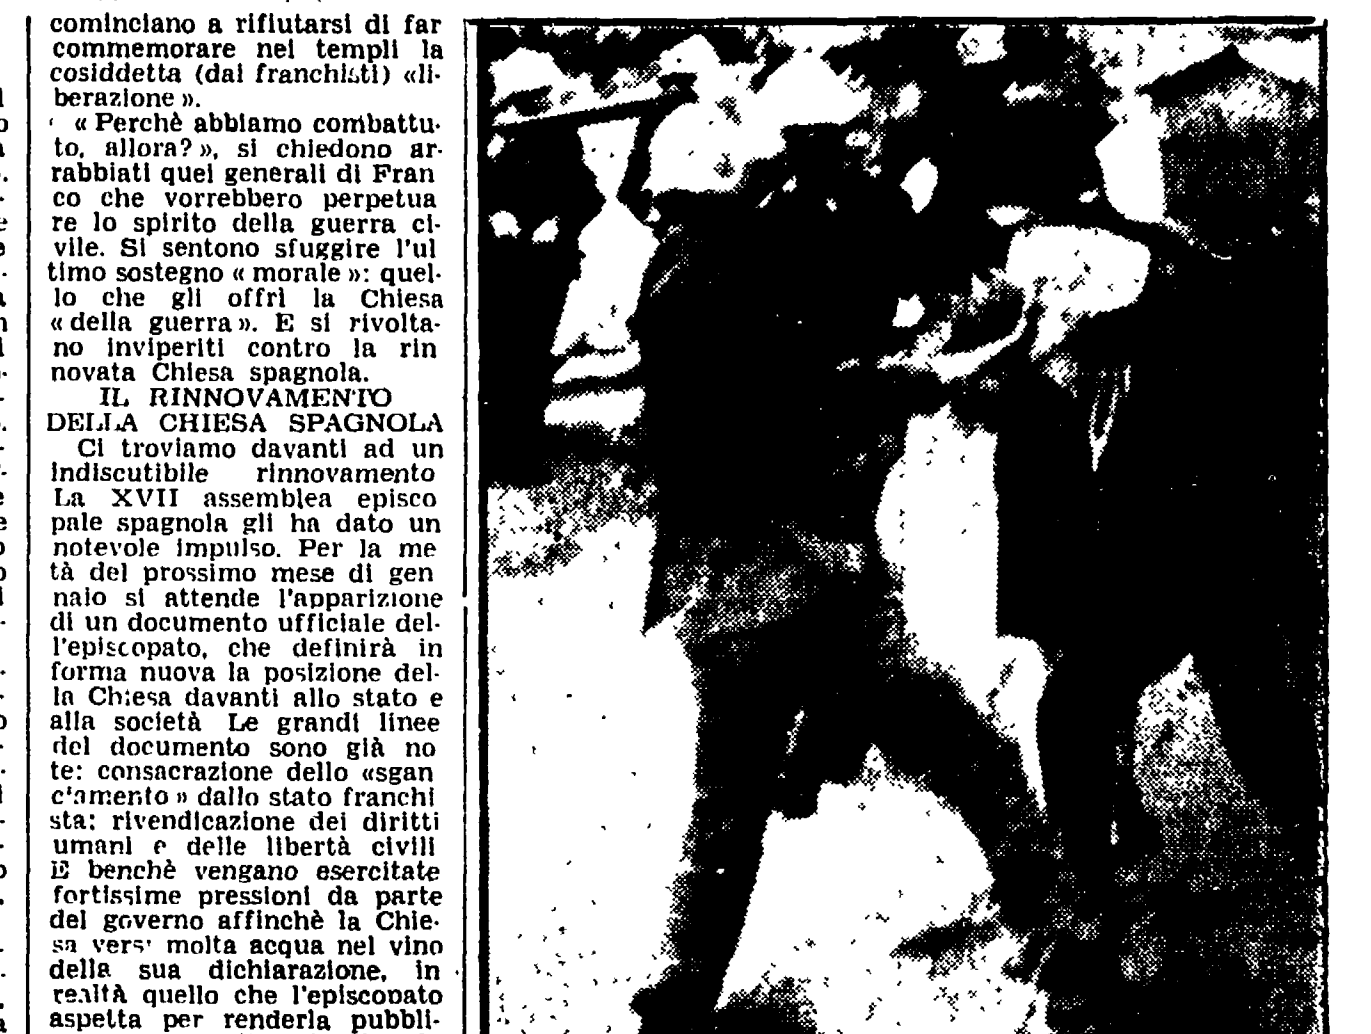 cominciano a rifiutarsi di far
commemorare nei templi la
cosiddetta (dai franchisti) «li-
berazione».
« Perchè abbiamo combattu-
to, allora? », si chiedono ar-
rabbiati quei generali di Fran
co che vorrebbero perpetua
re lo spirito della guerra ci-
vile. Si sentono sfuggire l'ul
timo sostegno « morale »: quel-
lo che gli offrì la Chiesa
« della guerra ». E si rivolta-
no inviperiti contro la rin
novata Chiesa spagnola.
IL RINNOVAMENTO
DELLA CHIESA SPAGNOLA
Ci troviamo davanti ad un
indiscutibile rinnovamento
La XVII assemblea episco
pale spagnola gli ha dato un
notevole impulso. Per la me
tà del prossimo mese di gen
naio si attende l'apparizione
di un documento ufficiale del-
l'episcopato, che definirà in
forma nuova la posizione del-
la Chiesa davanti allo stato e
alla società Le grandi linee
del documento sono già no
te: consacrazione dello «sgan
ciamento » dallo stato franchi
sta: rivendicazione dei diritti
umani e delle libertà civili
E benchè vengano esercitate
fortissime pressioni da parte
del governo affinchè la Chie-
sa versi molta acqua nel vino
della sua dichiarazione, in
realtà quello che l'episcopato
aspetta per renderla pubbli-